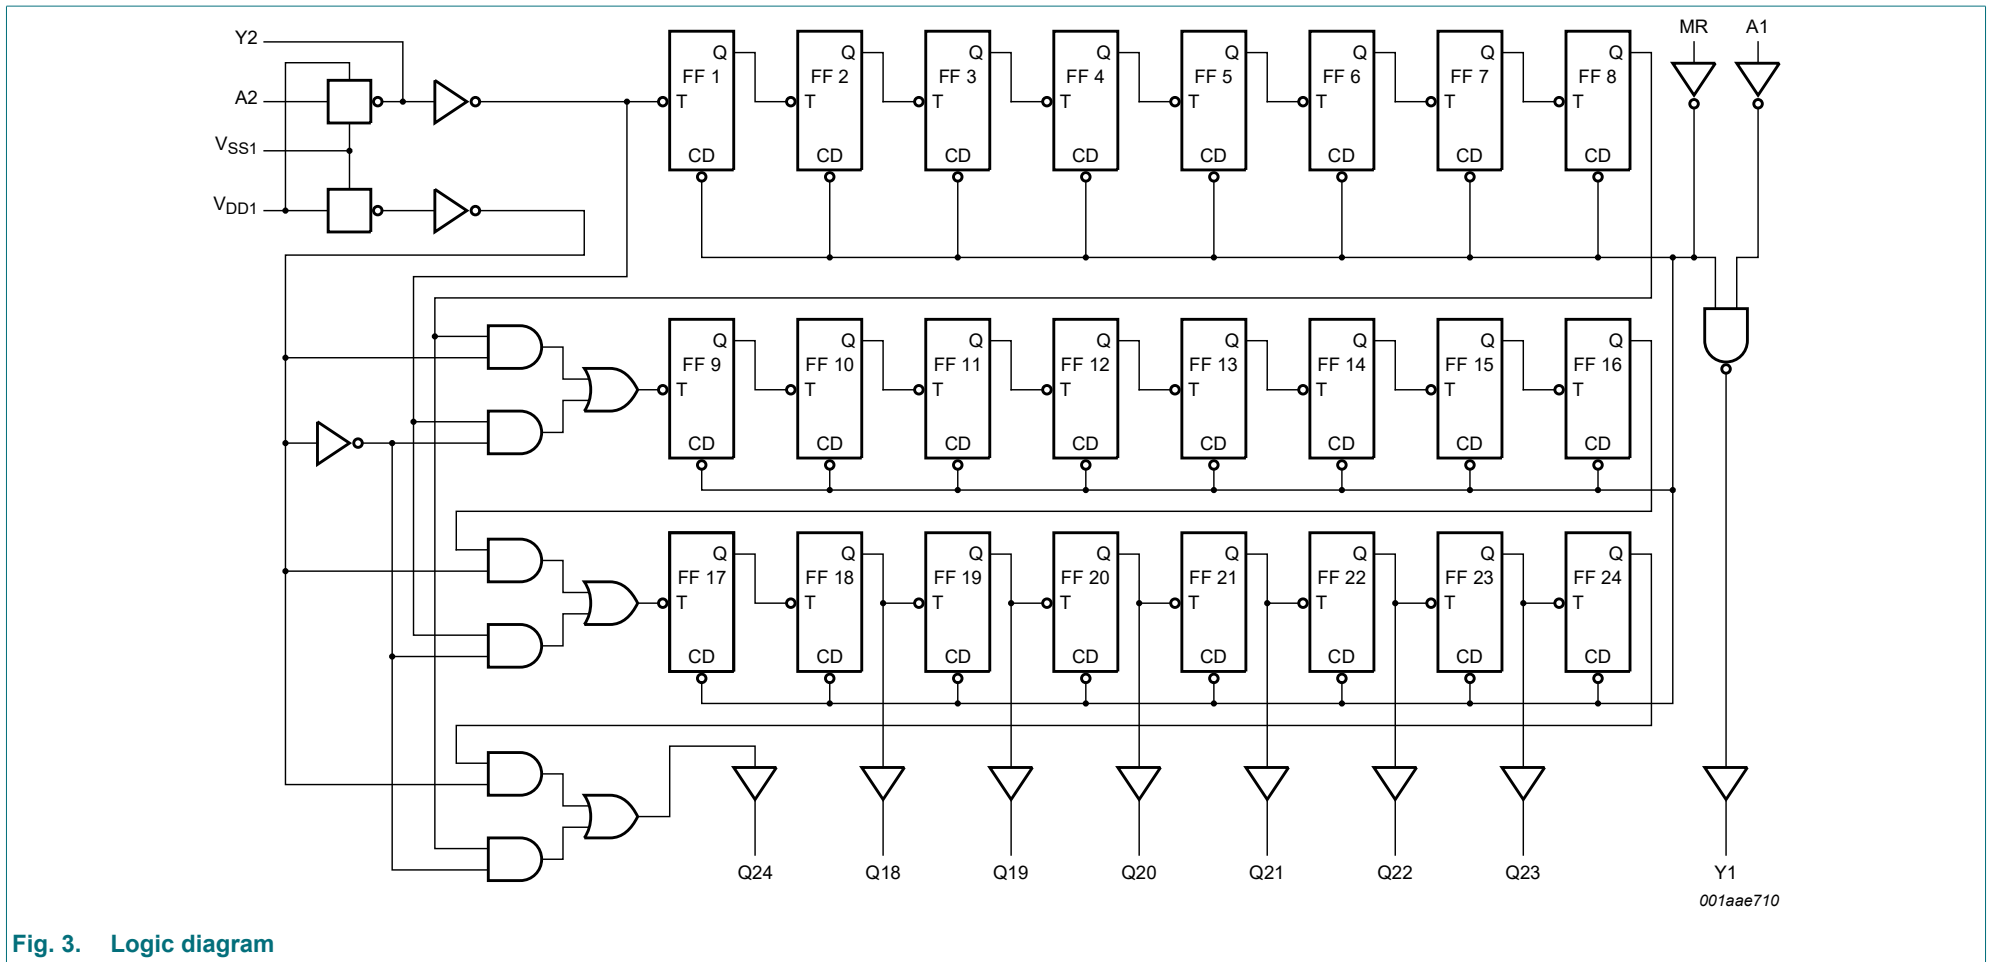 Y2
A2
VSS1
VDD1
MR A1
Q Q Q Q Q Q Q Q
FF 1 FF 2 FF 3 FF 4 FF 5 FF 6 FF 7 FF 8
T T T T T T T T
CD CD CD CD CD CD CD CD
Q Q Q Q Q Q Q Q
FF 9 FF 10 FF 11 FF 12 FF 13 FF 14 FF 15 FF 16
T T T T T T T T
CD CD CD CD CD CD CD CD
Q Q Q Q Q Q Q Q
FF 17 FF 18 FF 19 FF 20 FF 21 FF 22 FF 23 FF 24
T T T T T T T T
CD CD CD CD CD CD CD CD
Q24 Q18 Q19 Q20 Q21 Q22 Q23 Y1
001aae710
Fig. 3. Logic diagram